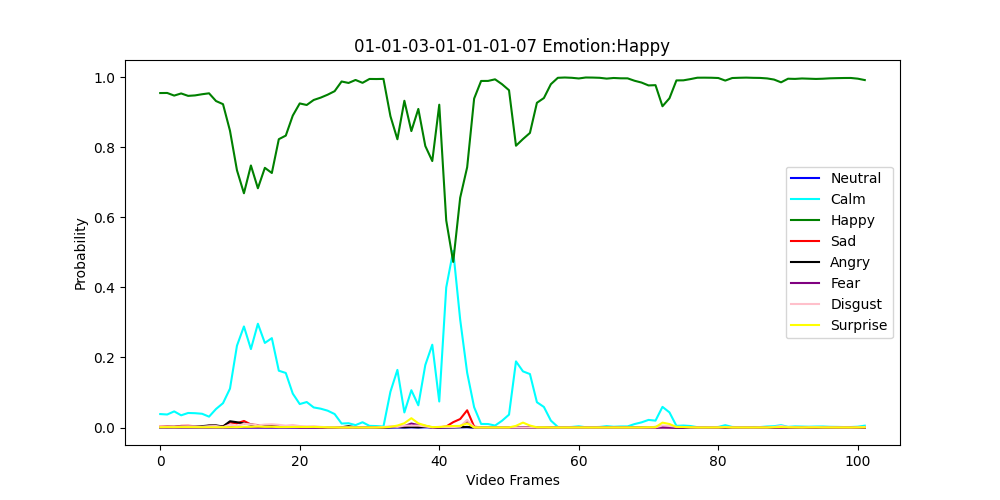 01-01-03-01-01-01-07 Emotion:Happy
1.0
0.8
0.6
0.4
0.2
0.0
Probability
0
20
40
60
80
100
Video Frames
Neutral
Calm
Happy
Sad
Angry
Fear
Disgust
Surprise